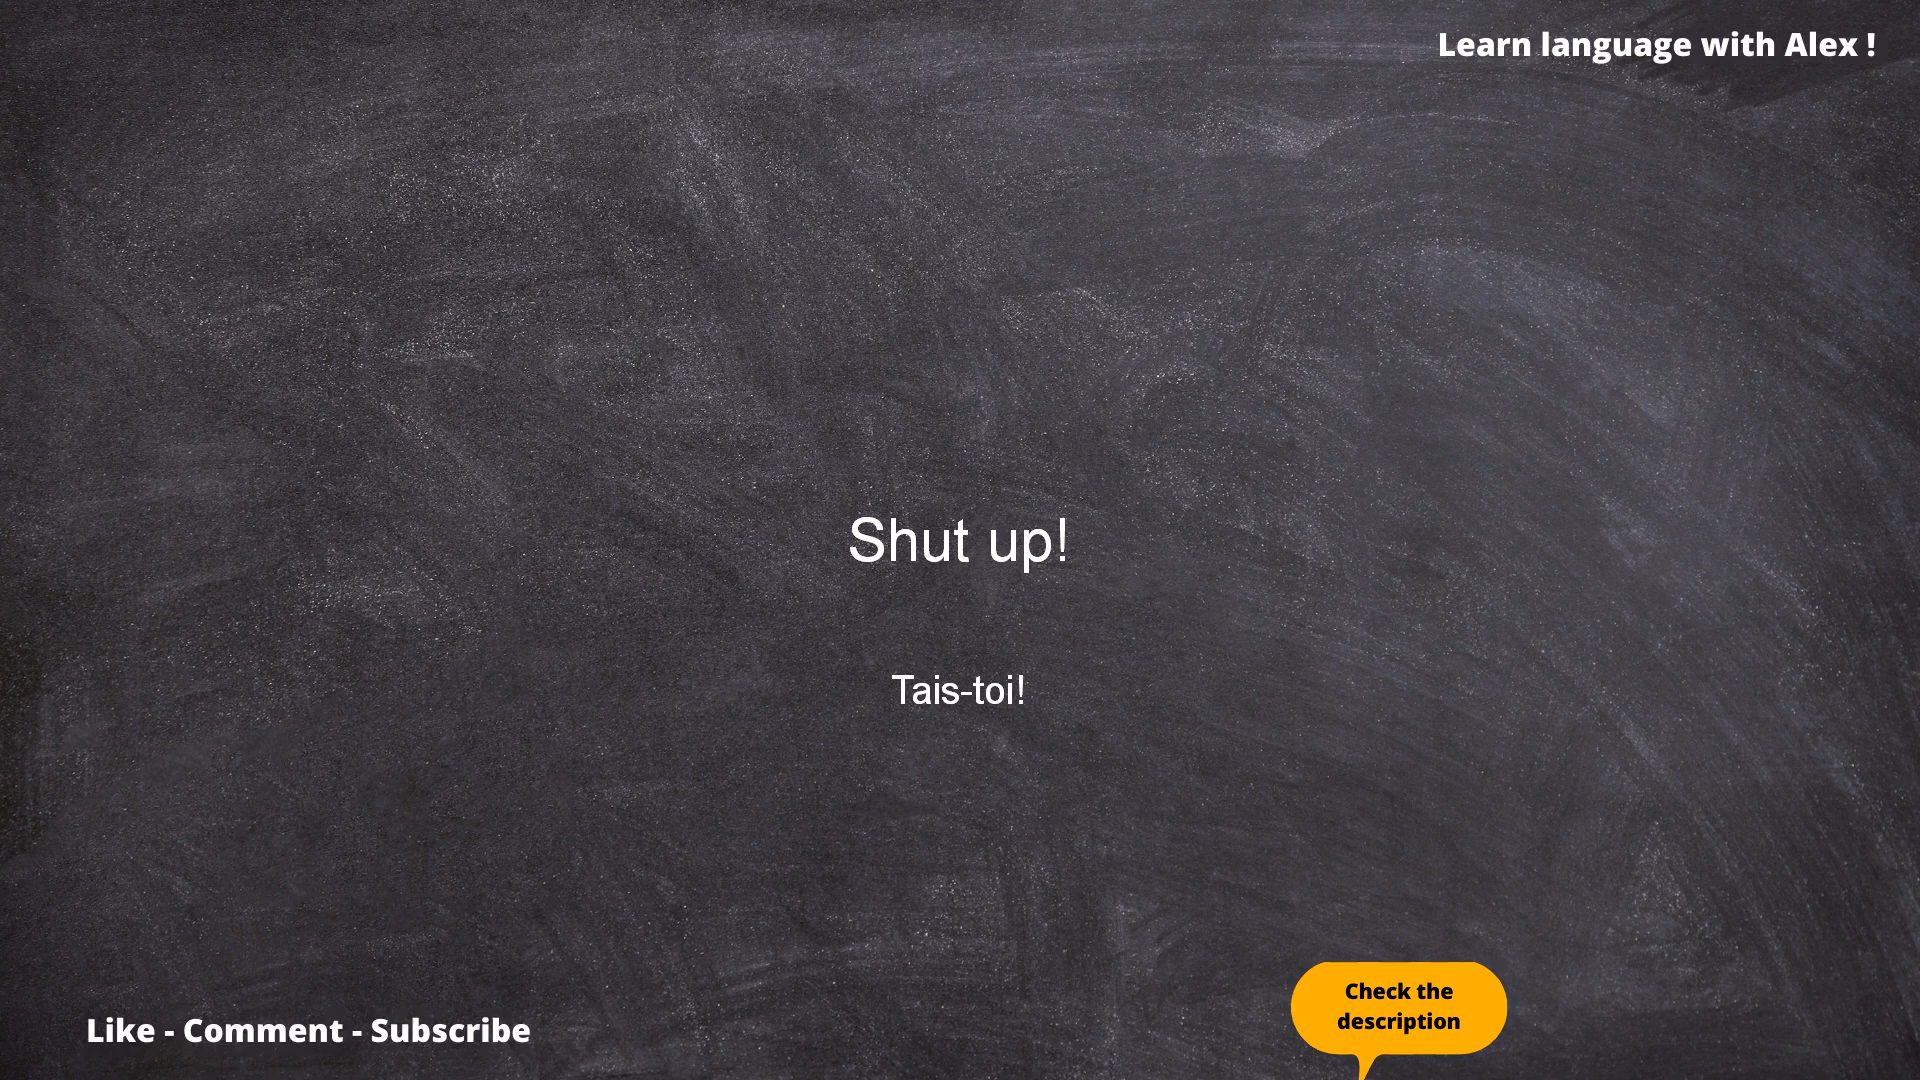 Learn language with Alex !
Shut up!
Tais-toi!
Check the
description
Like - Comment - Subscribe